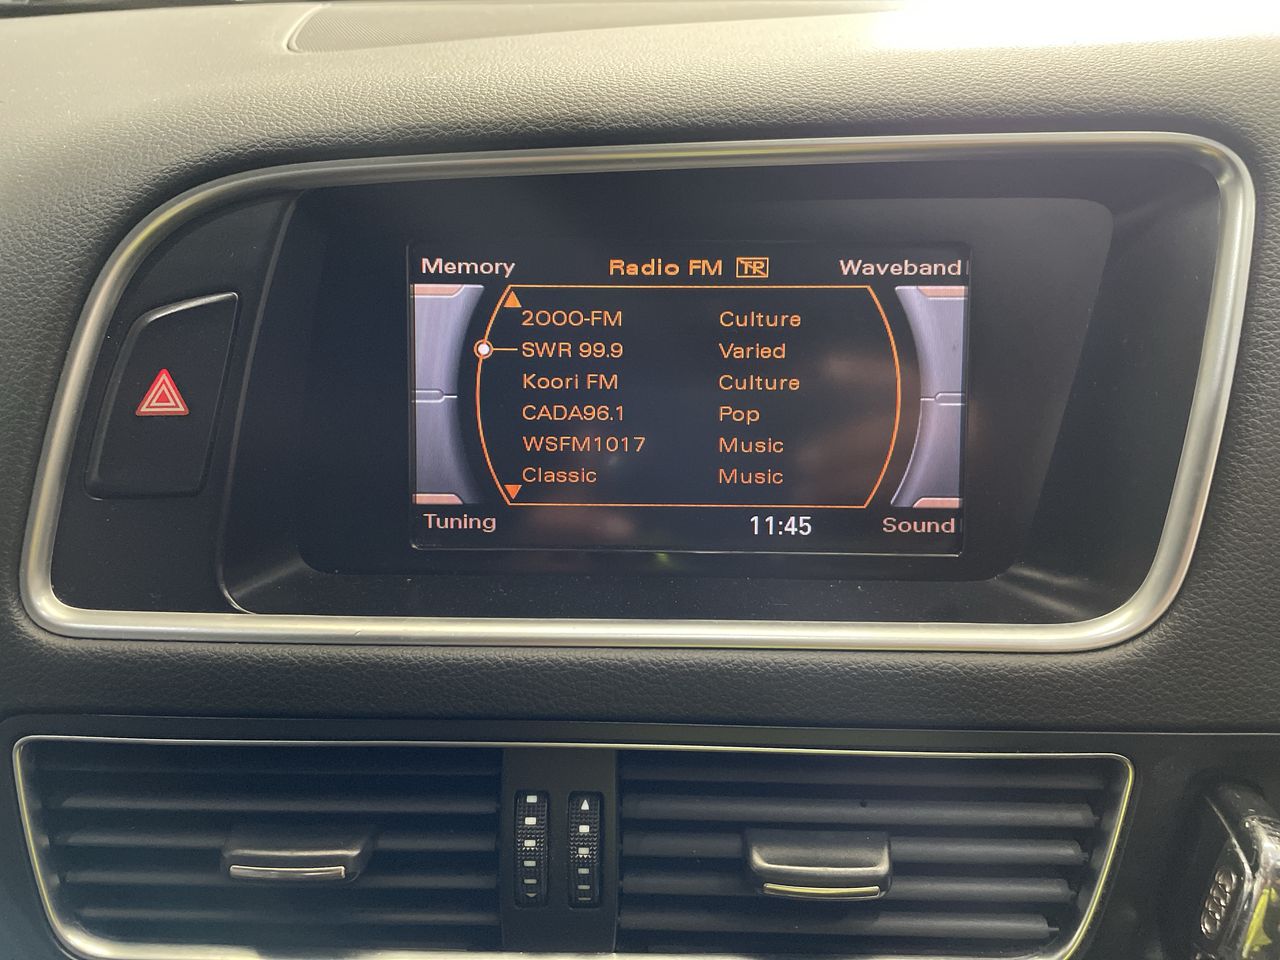 Memory Radio FM TR Waveband
2000-FM Culture
SWR 99.9 Varied
Koori FM Culture
CADA96.1 Pop
WSFM1017 Music
Classic Music
Tuning 11:45 Sound